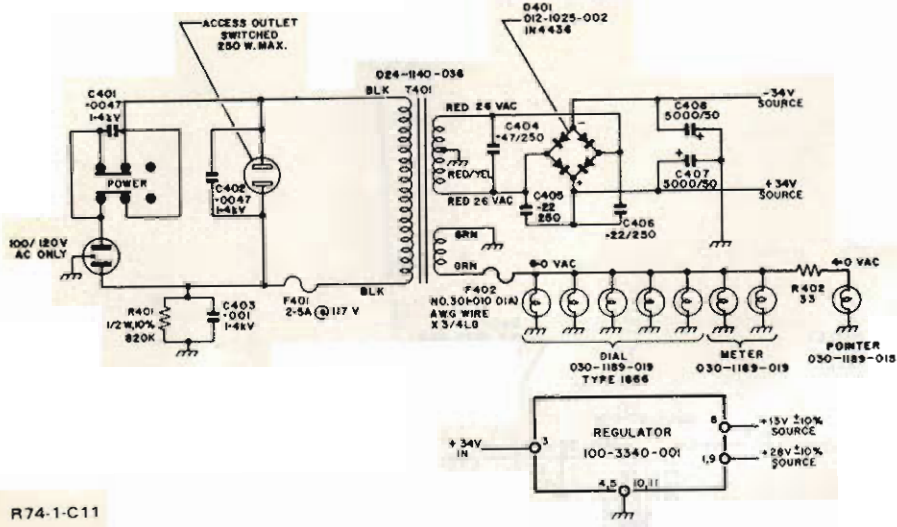 ACCESS OUTLET
SWITCHED
250 W. MAX.
D401
012-1025-002
IN4436
C401
.0047
1.4kV
POWER
100/120V
AC ONLY
C402
.0047
1.4kV
R401
1/2W,10%
820K
C403
.001
1.4kV
F401
2.5A @ 117 V
024-1140-036
BLK T401
BLK
RED 26 VAC
RED/YEL
RED 26 VAC
GRN
GRN
C404
.47/250
C405
.22
250
C406
.22/250
C408
5000/50
C407
5000/50
-34V
SOURCE
+34V
SOURCE
F402
NO.30(.010 DIA)
AWG WIRE
X 3/4LG
6.0 VAC
DIAL
030-1189-019
TYPE 1866
METER
030-1189-019
R402
33
4.0 VAC
POINTER
030-1189-015
+34V
IN
3
REGULATOR
100-3340-001
4,5
10,11
6
+13V ±10%
SOURCE
1,9
+28V ±10%
SOURCE
R74-1-C11